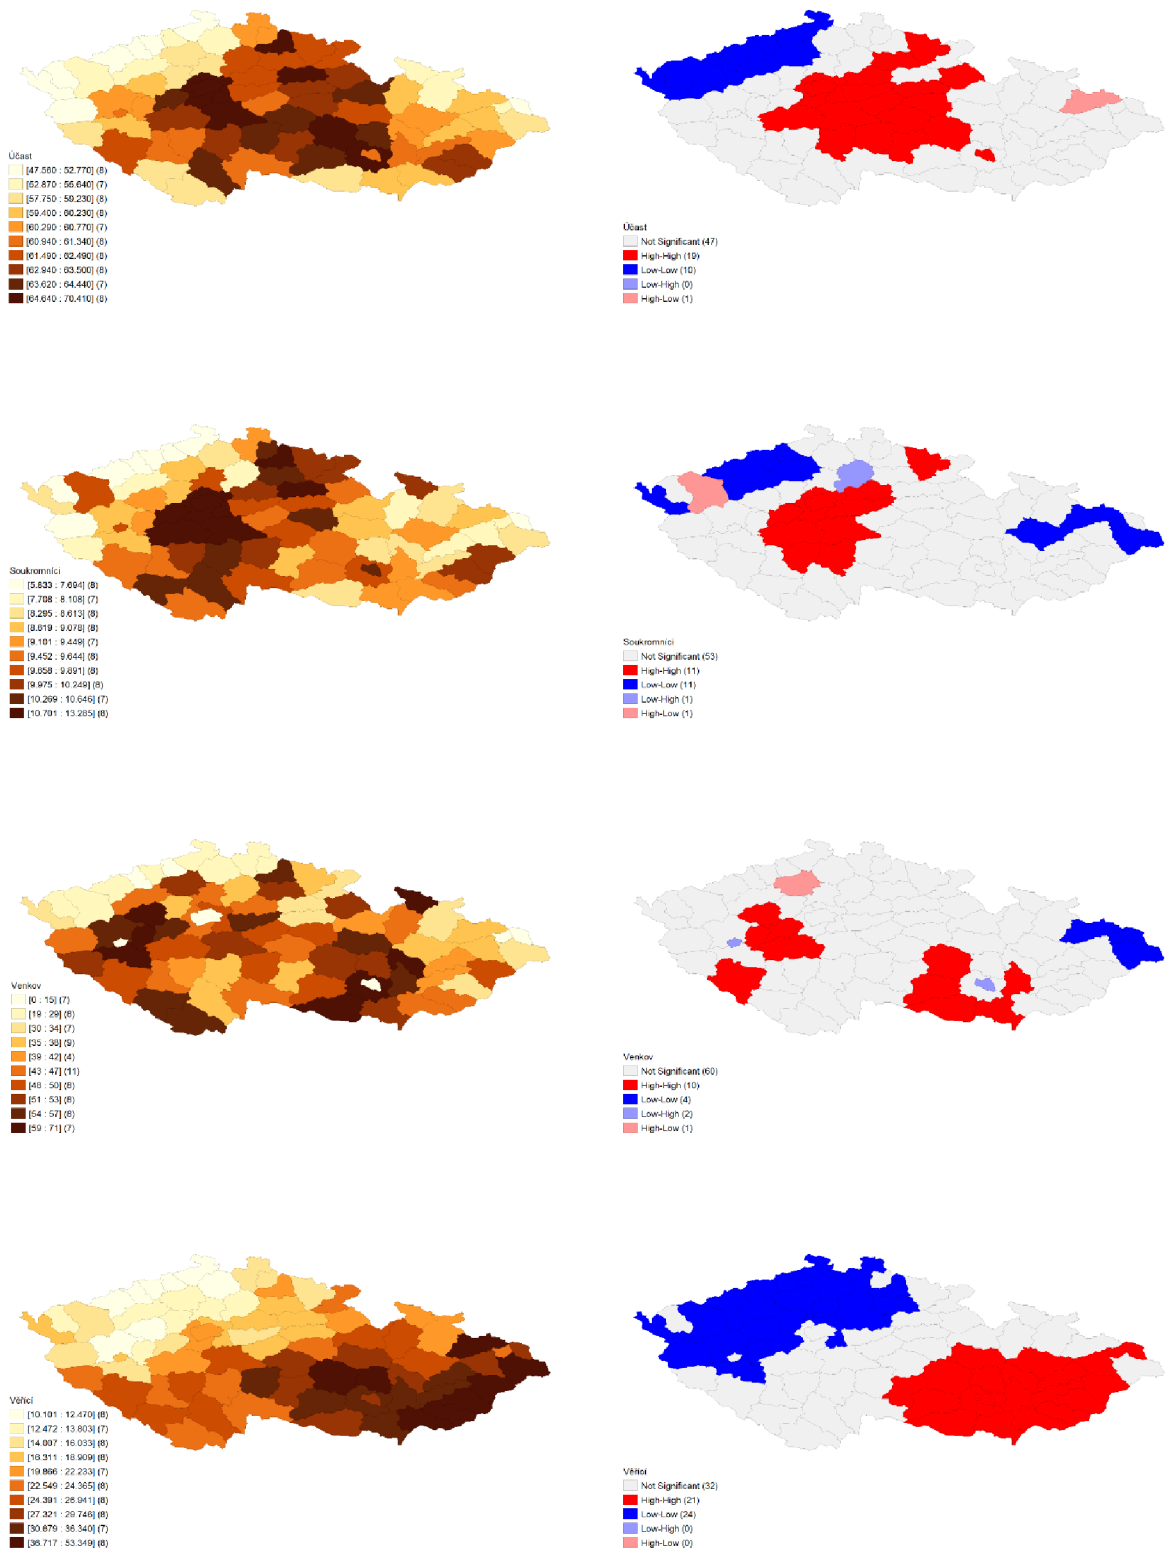 Účast
[47.560 : 52.770] (8)
[52.870 : 55.640] (7)
[57.750 : 59.230] (8)
[59.400 : 60.230] (8)
[60.290 : 60.770] (7)
[60.940 : 61.340] (8)
[61.490 : 62.490] (8)
[62.940 : 63.500] (8)
[63.620 : 64.440] (7)
[64.640 : 70.410] (8)
Účast
Not Significant (47)
High-High (19)
Low-Low (10)
Low-High (0)
High-Low (1)
Soukromníci
[5.833 : 7.694] (8)
[7.708 : 8.108] (7)
[8.295 : 8.613] (8)
[8.619 : 9.078] (8)
[9.101 : 9.449] (7)
[9.452 : 9.644] (8)
[9.658 : 9.891] (8)
[9.975 : 10.249] (8)
[10.269 : 10.646] (7)
[10.701 : 13.285] (8)
Soukromníci
Not Significant (53)
High-High (11)
Low-Low (11)
Low-High (1)
High-Low (1)
Venkov
[0 : 15] (7)
[19 : 29] (8)
[30 : 34] (7)
[35 : 38] (9)
[39 : 42] (4)
[43 : 47] (11)
[48 : 50] (8)
[51 : 53] (8)
[54 : 57] (8)
[59 : 71] (7)
Venkov
Not Significant (60)
High-High (10)
Low-Low (4)
Low-High (2)
High-Low (1)
Věřící
[10.101 : 12.470] (8)
[12.472 : 13.803] (7)
[14.007 : 16.033] (8)
[16.311 : 18.909] (8)
[19.866 : 22.233] (7)
[22.549 : 24.365] (8)
[24.391 : 26.941] (8)
[27.321 : 29.746] (8)
[30.679 : 36.340] (7)
[36.717 : 53.349] (8)
Věřící
Not Significant (32)
High-High (21)
Low-Low (24)
Low-High (0)
High-Low (0)